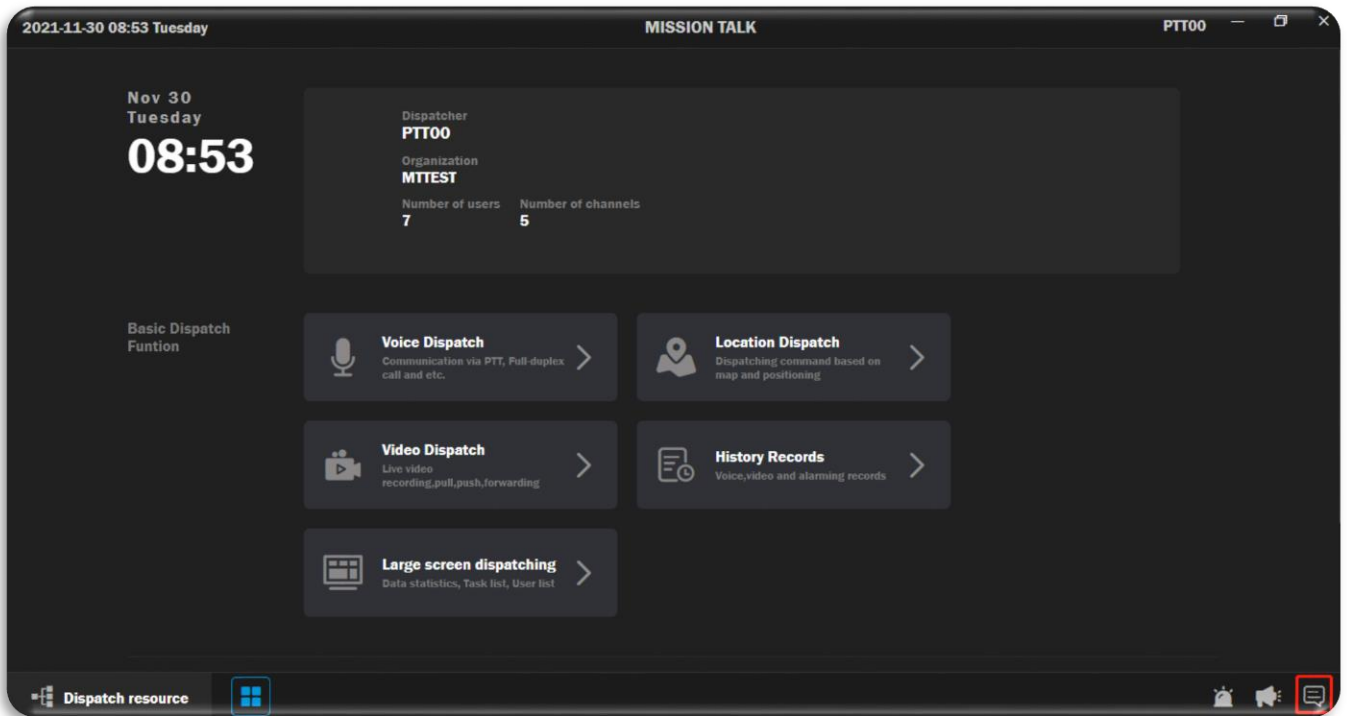 2021-11-30 08:53 Tuesday
MISSION TALK
PTT00
Nov 30
Tuesday
08:53
Dispatcher
PTT00
Organization
MTTEST
Number of users Number of channels
7 5
Basic Dispatch
Funtion
Voice Dispatch
Communication via PTT, Full-duplex
call and etc.
Location Dispatch
Dispatching command based on
map and positioning
Video Dispatch
Live video
recording,pull,push,forwarding
History Records
Voice,video and alarming records
Large screen dispatching
Data statistics, Task list, User list
Dispatch resource